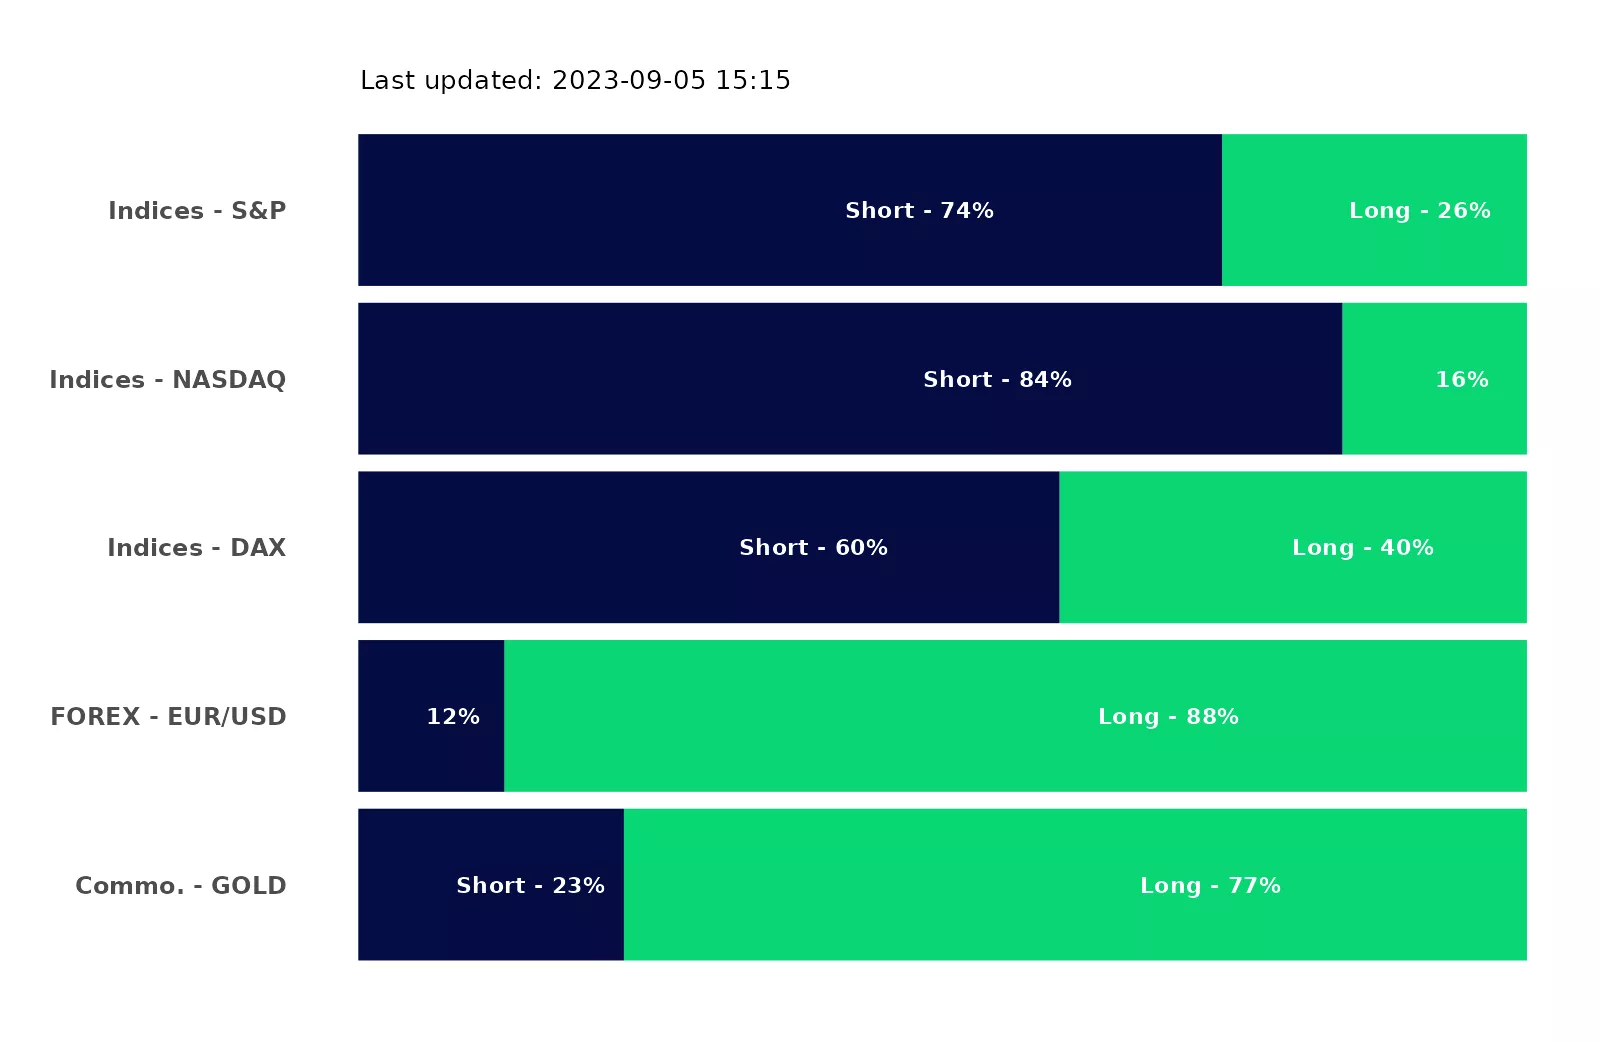 Last updated: 2023-09-05 15:15
Indices - S&P Short - 74% Long - 26%
Indices - NASDAQ Short - 84% 16%
Indices - DAX Short - 60% Long - 40%
FOREX - EUR/USD 12% Long - 88%
Commo. - GOLD Short - 23% Long - 77%